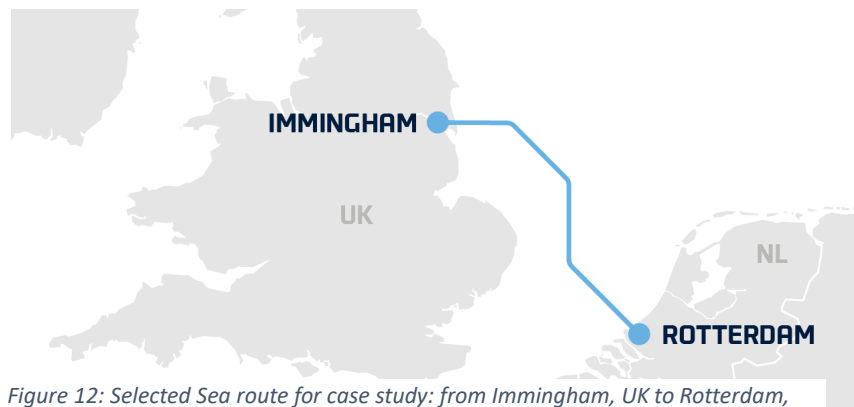 IMMINGHAM
UK
NL
ROTTERDAM
Figure 12: Selected Sea route for case study: from Immingham, UK to Rotterdam,